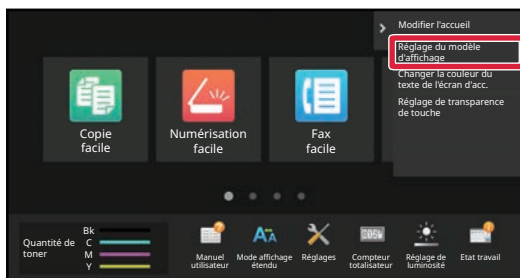 Modifier l'accueil
Réglage du modèle
d'affichage
Changer la couleur du
texte de l'écran d'acc.
Réglage de transparence
de touche
Copie
facile
Numérisation
facile
Fax
facile
Quantité de
toner
Bk
C
M
Y
Manuel
utilisateur
Mode affichage
étendu
Réglages
Compteur
totalisateur
Réglage de
luminosité
Etat travail